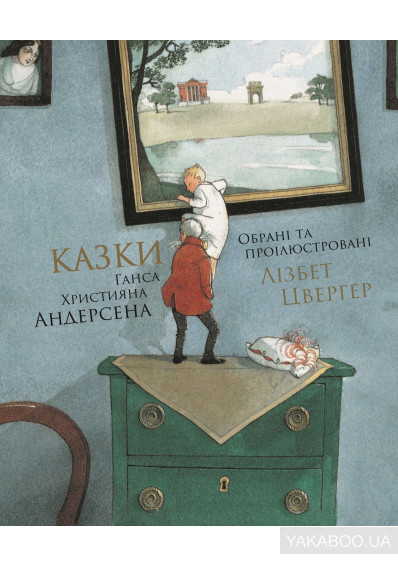 КАЗКИ
ГАНСА
ХРИСТИЯНА
АНДЕРСЕНА
ОБРАНІ ТА
ПРОІЛЮСТРОВАНІ
ЛІЗБЕТ
ЦВЕРГЕР
YAKABOO.UA